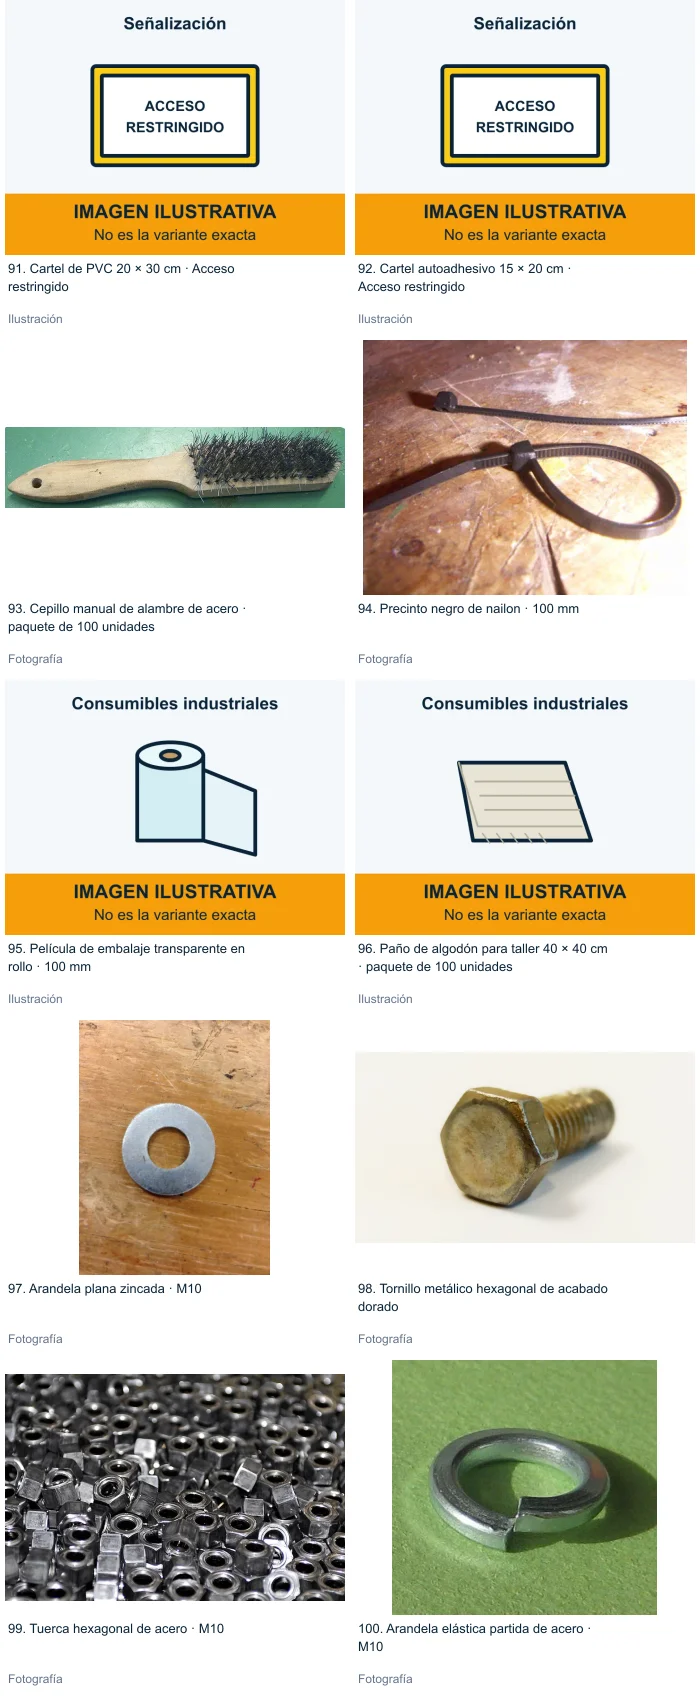 Señalización
ACCESO
RESTRINGIDO
IMAGEN ILUSTRATIVA
No es la variante exacta
91. Cartel de PVC 20 × 30 cm · Acceso
restringido
Ilustración
Señalización
ACCESO
RESTRINGIDO
IMAGEN ILUSTRATIVA
No es la variante exacta
92. Cartel autoadhesivo 15 × 20 cm ·
Acceso restringido
Ilustración
93. Cepillo manual de alambre de acero ·
paquete de 100 unidades
Fotografía
94. Precinto negro de nailon · 100 mm
Fotografía
Consumibles industriales
IMAGEN ILUSTRATIVA
No es la variante exacta
95. Película de embalaje transparente en
rollo · 100 mm
Ilustración
Consumibles industriales
IMAGEN ILUSTRATIVA
No es la variante exacta
96. Paño de algodón para taller 40 × 40 cm
· paquete de 100 unidades
Ilustración
97. Arandela plana zincada · M10
Fotografía
98. Tornillo metálico hexagonal de acabado
dorado
Fotografía
99. Tuerca hexagonal de acero · M10
Fotografía
100. Arandela elástica partida de acero ·
M10
Fotografía